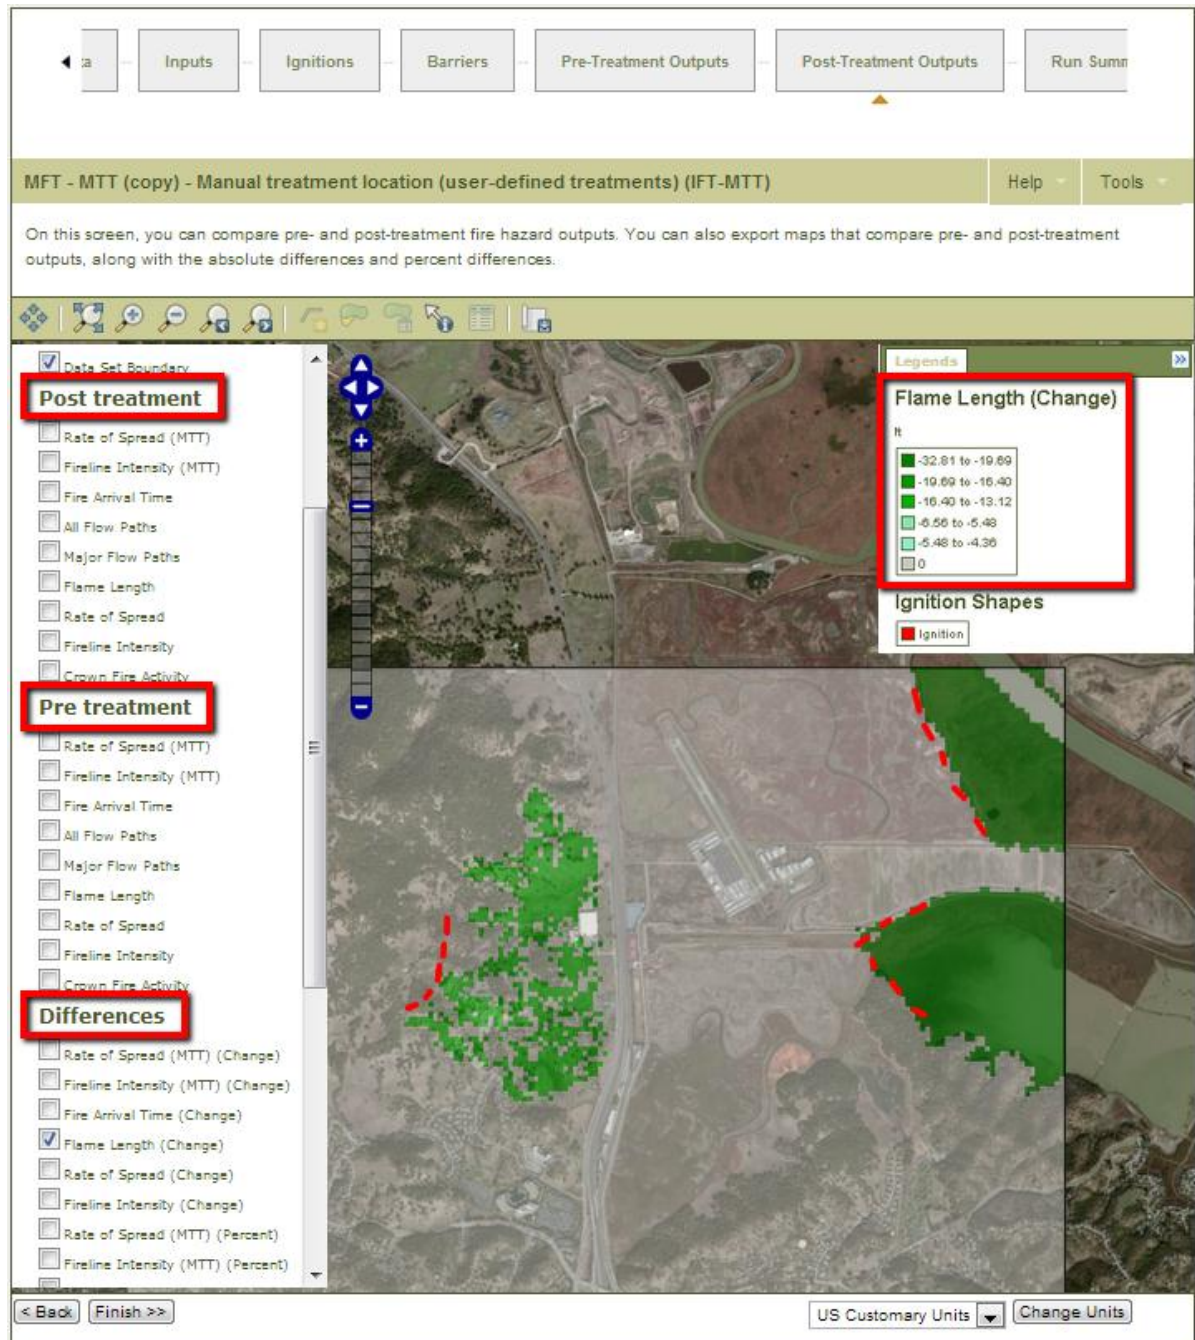 a
Inputs
Ignitions
Barriers
Pre-Treatment Outputs
Post-Treatment Outputs
Run Summ
MFT - MTT (copy) - Manual treatment location (user-defined treatments) (IFT-MTT)
Help
Tools
On this screen, you can compare pre- and post-treatment fire hazard outputs. You can also export maps that compare pre- and post-treatment
outputs, along with the absolute differences and percent differences.
Data Set Boundary
Post treatment
Rate of Spread (MTT)
Fireline Intensity (MTT)
Fire Arrival Time
All Flow Paths
Major Flow Paths
Flame Length
Rate of Spread
Fireline Intensity
Crown Fire Activity
Pre treatment
Rate of Spread (MTT)
Fireline Intensity (MTT)
Fire Arrival Time
All Flow Paths
Major Flow Paths
Flame Length
Rate of Spread
Fireline Intensity
Crown Fire Activity
Differences
Rate of Spread (MTT) (Change)
Fireline Intensity (MTT) (Change)
Fire Arrival Time (Change)
Flame Length (Change)
Rate of Spread (Change)
Fireline Intensity (Change)
Rate of Spread (MTT) (Percent)
Fireline Intensity (MTT) (Percent)
Legends
Flame Length (Change)
ft
-32.81 to -19.69
-19.69 to -16.40
-16.40 to -13.12
-6.56 to -5.48
-5.48 to -4.36
0
Ignition Shapes
Ignition
< Back
Finish >>
US Customary Units
Change Units